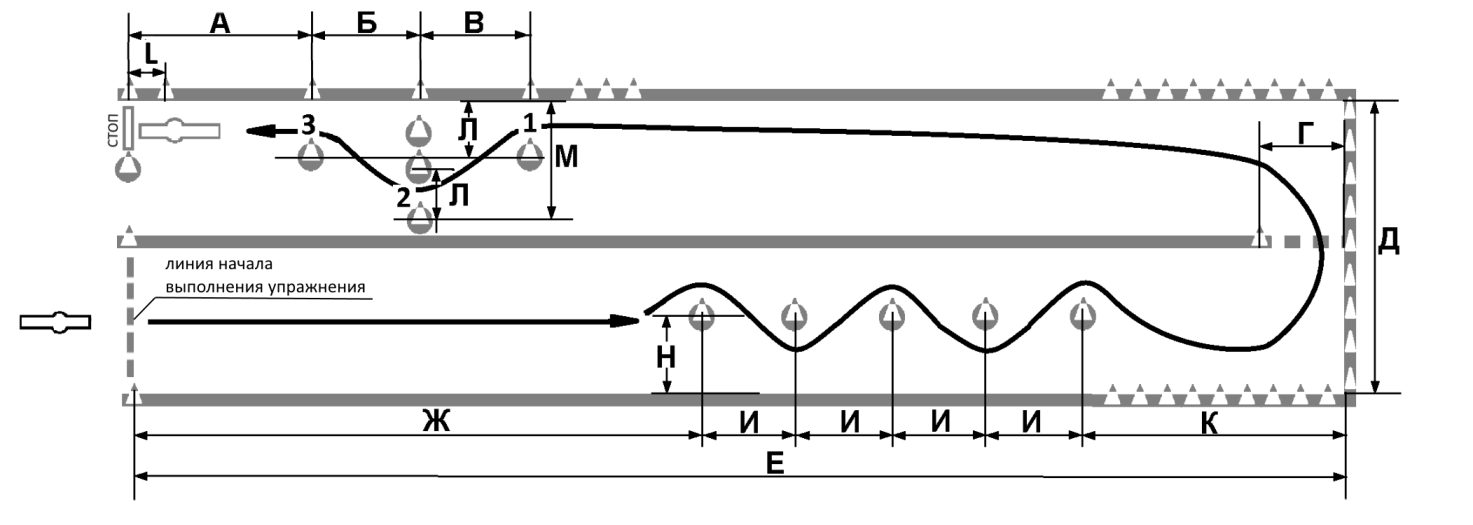 А
Б
В
L
стоп
3
Л
1
М
Г
2
Л
Д
линия начала
выполнения упражнения
Н
Ж
И
И
И
И
К
Е